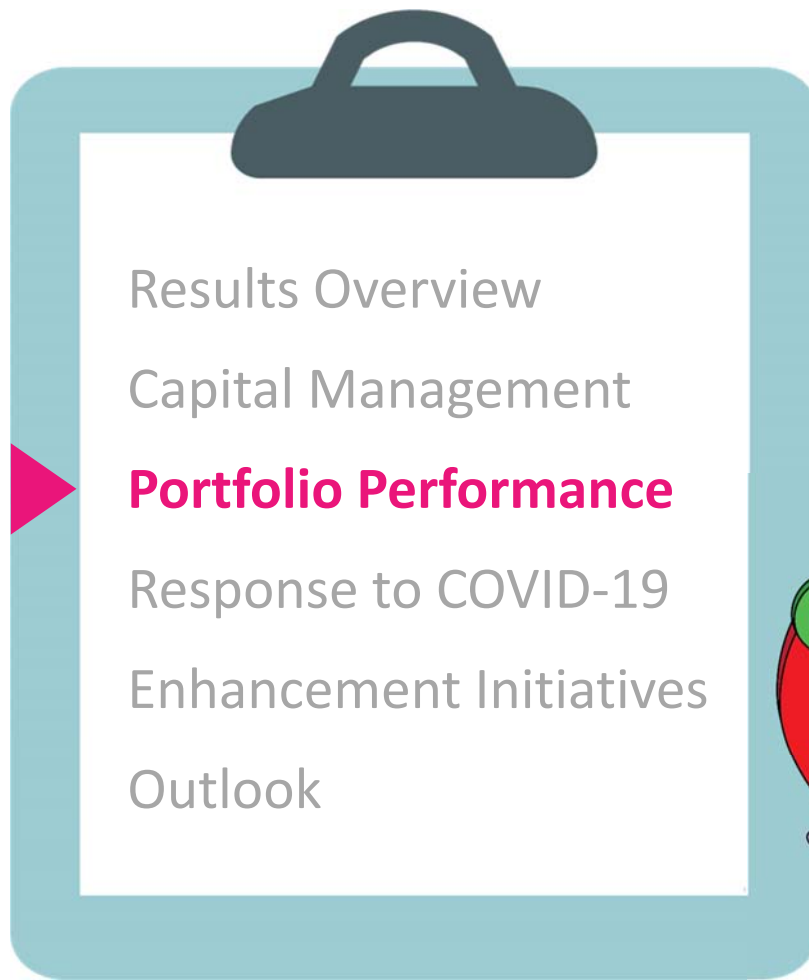 Results Overview
Capital Management
Portfolio Performance
Response to COVID-19
Enhancement Initiatives
Outlook